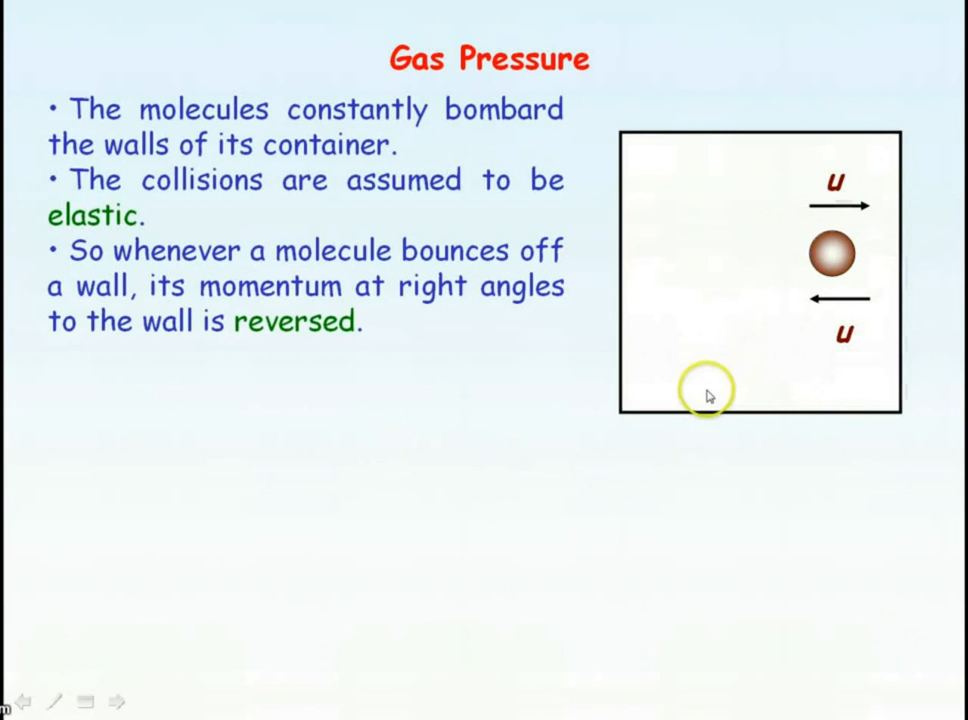 Gas Pressure
• The molecules constantly bombard
the walls of its container.
• The collisions are assumed to be
elastic.
• So whenever a molecule bounces off
a wall, its momentum at right angles
to the wall is reversed.
u
u
m